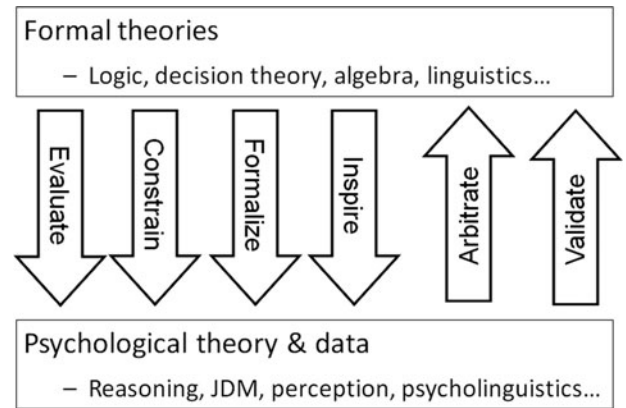 Formal theories
– Logic, decision theory, algebra, linguistics…
Evaluate
Constrain
Formalize
Inspire
Arbitrate
Validate
Psychological theory & data
– Reasoning, JDM, perception, psycholinguistics…